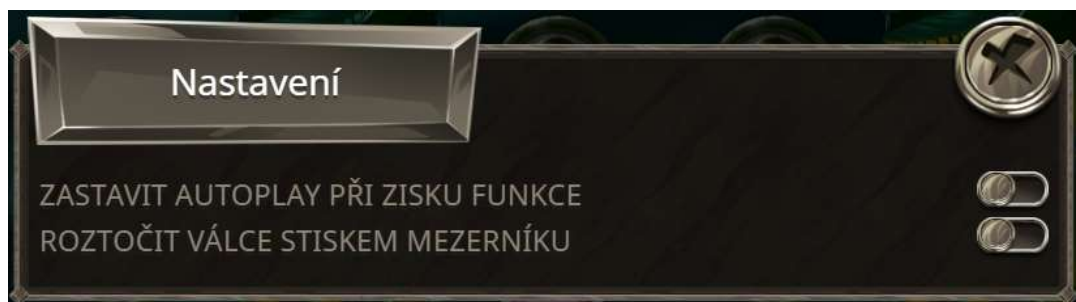 Nastavení
ZASTAVIT AUTOPLAY PŘI ZISKU FUNKCE
ROZTOČIT VÁLCE STISKEM MEZERNÍKU